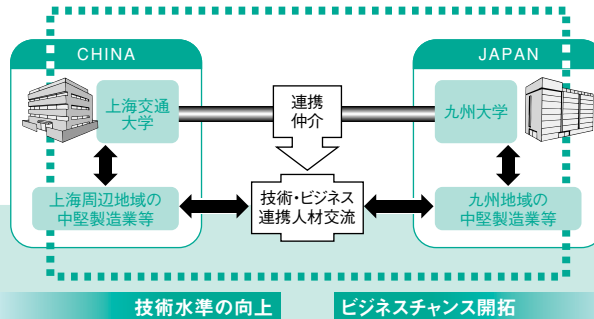 CHINA
JAPAN
上海交通
大学
連携
仲介
九州大学
上海周辺地域の
中堅製造業等
技術・ビジネス
連携人材交流
九州地域の
中堅製造業等
技術水準の向上
ビジネスチャンス開拓